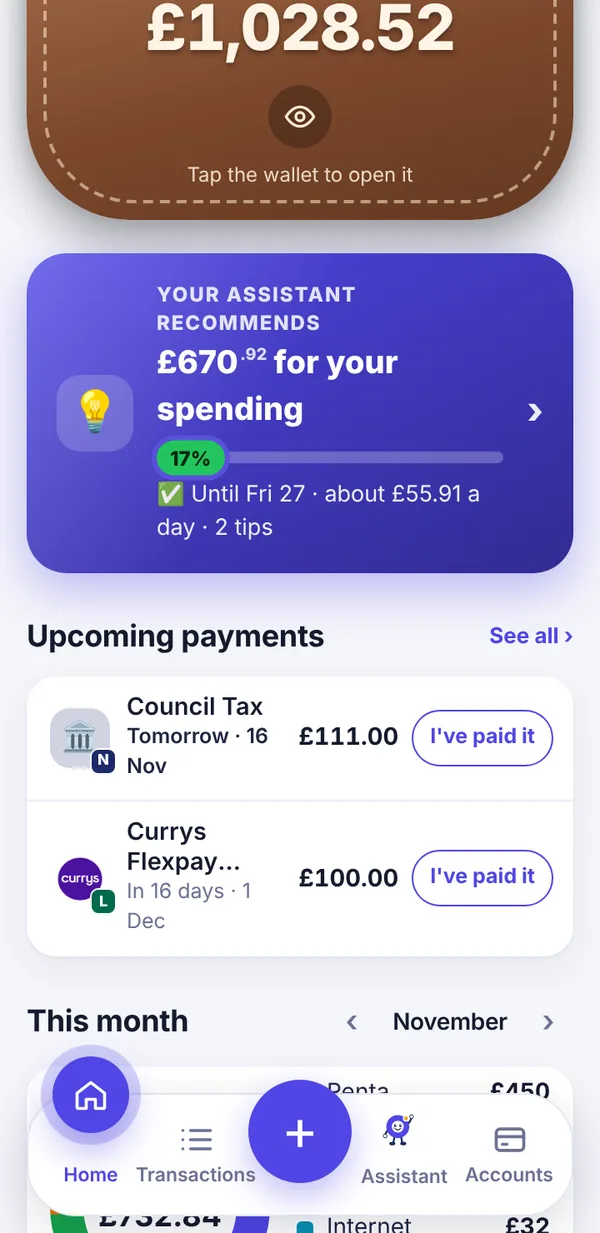 £1,028.52
Tap the wallet to open it
YOUR ASSISTANT
RECOMMENDS
£670.92 for your
spending
17%
✅ Until Fri 27 · about £55.91 a
day · 2 tips
Upcoming payments
See all ›
Council Tax
Tomorrow · 16
Nov
N
£111.00
I've paid it
Currys
Flexpay...
In 16 days · 1
Dec
currys
L
£100.00
I've paid it
This month
‹ November ›
Renta
£450
Home
Transactions
+
Assistant
Accounts
£732.84
Internet
£32